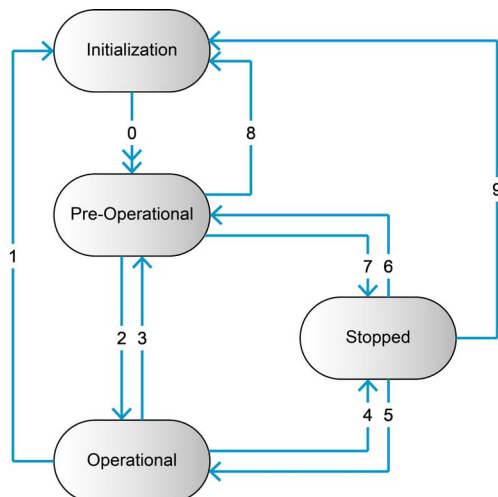 Initialization
0
8
9
Pre-Operational
1
7 6
2 3
Stopped
4 5
Operational